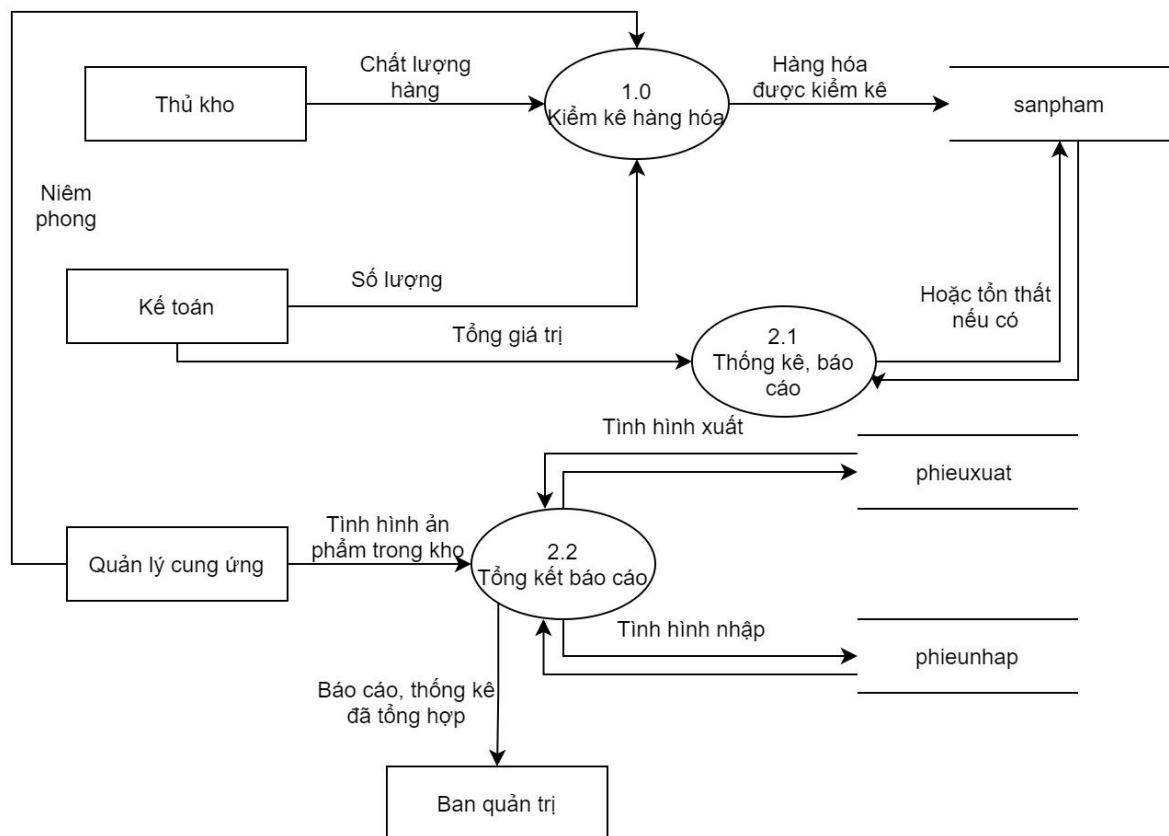 Thủ kho
Chất lượng
hàng
1.0
Kiểm kê hàng hóa
Hàng hóa
được kiểm kê
sanpham
Niêm
phong
Kế toán
Số lượng
Tổng giá trị
2.1
Thống kê, báo
cáo
Hoặc tổn thất
nếu có
Tình hình xuất
phieuxuat
Quản lý cung ứng
Tình hình ản
phẩm trong kho
2.2
Tổng kết báo cáo
Tình hình nhập
phieunhap
Báo cáo, thống kê
đã tổng hợp
Ban quản trị